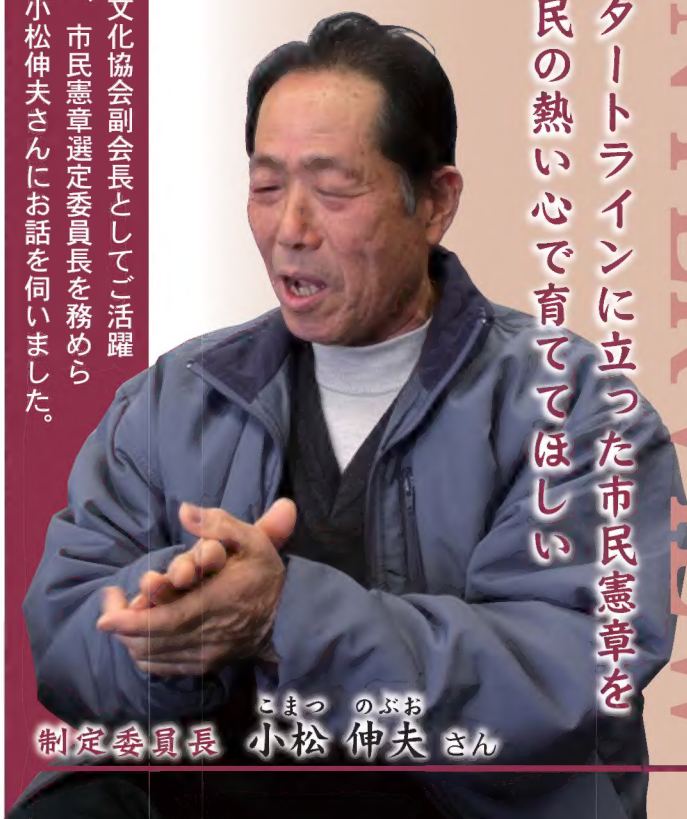 タートラインに立った市民憲章を
民の熱い心で育ててほしい
文化協会副会長としてご活躍
、市民憲章選定委員長を務めら
小松伸夫さんにお話を伺いました。
こまつ のぶお
制定委員長 小松 伸夫 さん